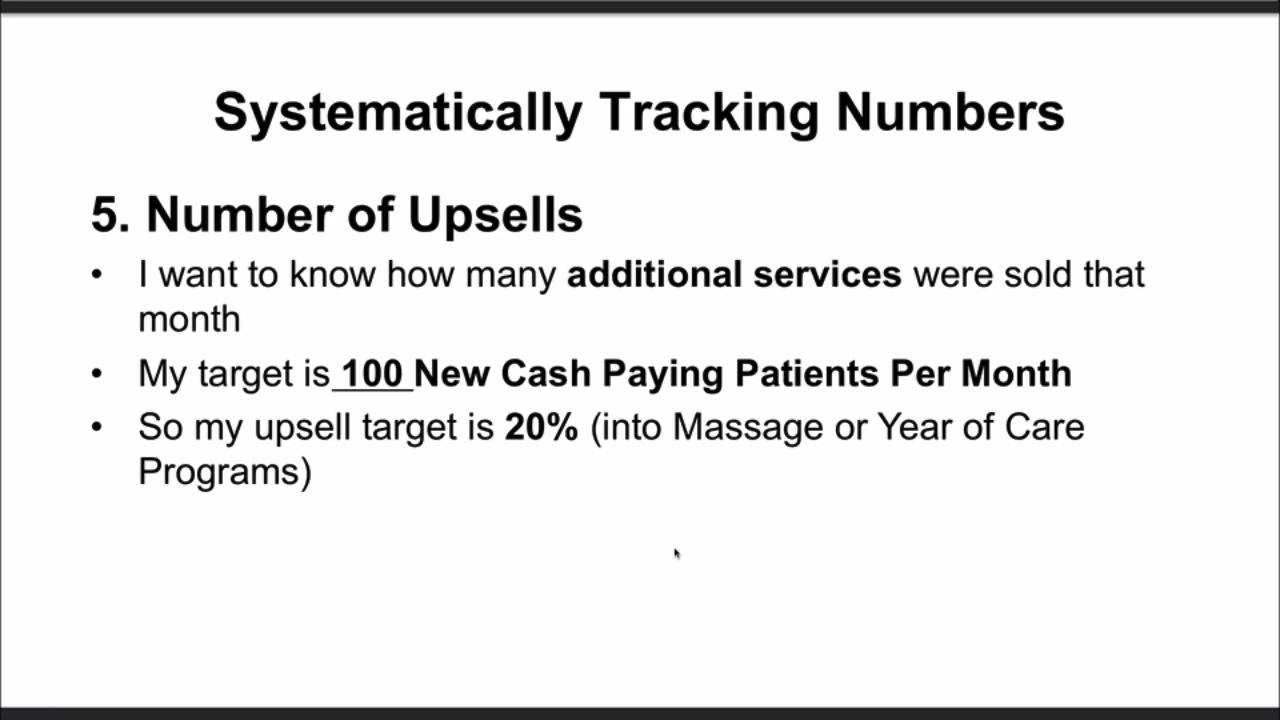 Systematically Tracking Numbers
5. Number of Upsells
• I want to know how many additional services were sold that
month
• My target is 100 New Cash Paying Patients Per Month
• So my upsell target is 20% (into Massage or Year of Care
Programs)